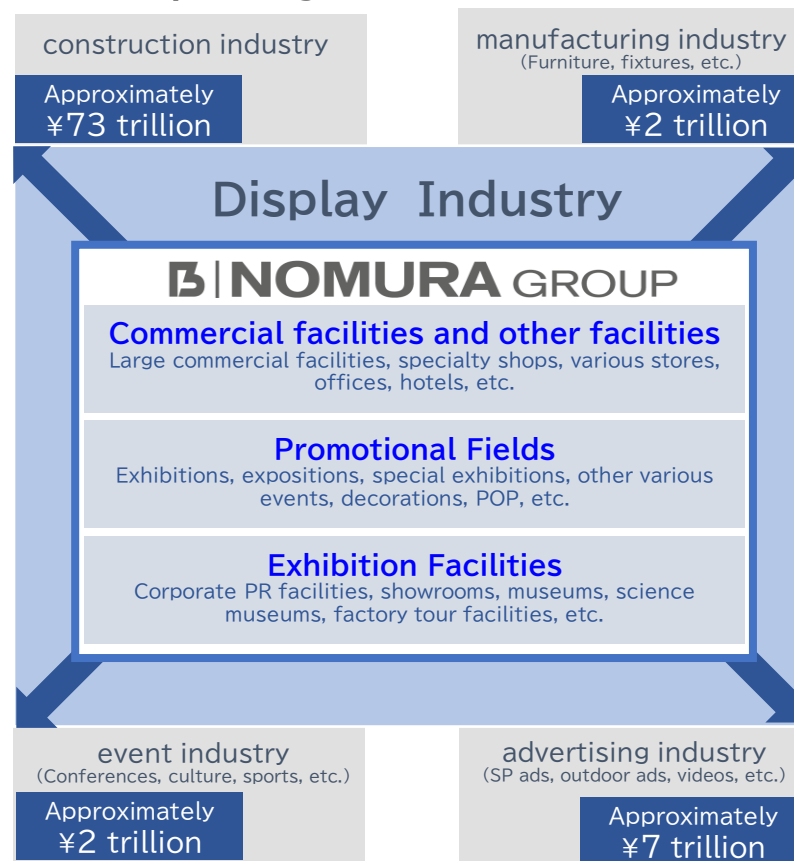 construction industry
Approximately
¥73 trillion
manufacturing industry
(Furniture, fixtures, etc.)
Approximately
¥2 trillion
Display Industry
NOMURA GROUP
Commercial facilities and other facilities
Large commercial facilities, specialty shops, various stores,
offices, hotels, etc.
Promotional Fields
Exhibitions, expositions, special exhibitions, other various
events, decorations, POP, etc.
Exhibition Facilities
Corporate PR facilities, showrooms, museums, science
museums, factory tour facilities, etc.
event industry
(Conferences, culture, sports, etc.)
Approximately
¥2 trillion
advertising industry
(SP ads, outdoor ads, videos, etc.)
Approximately
¥7 trillion